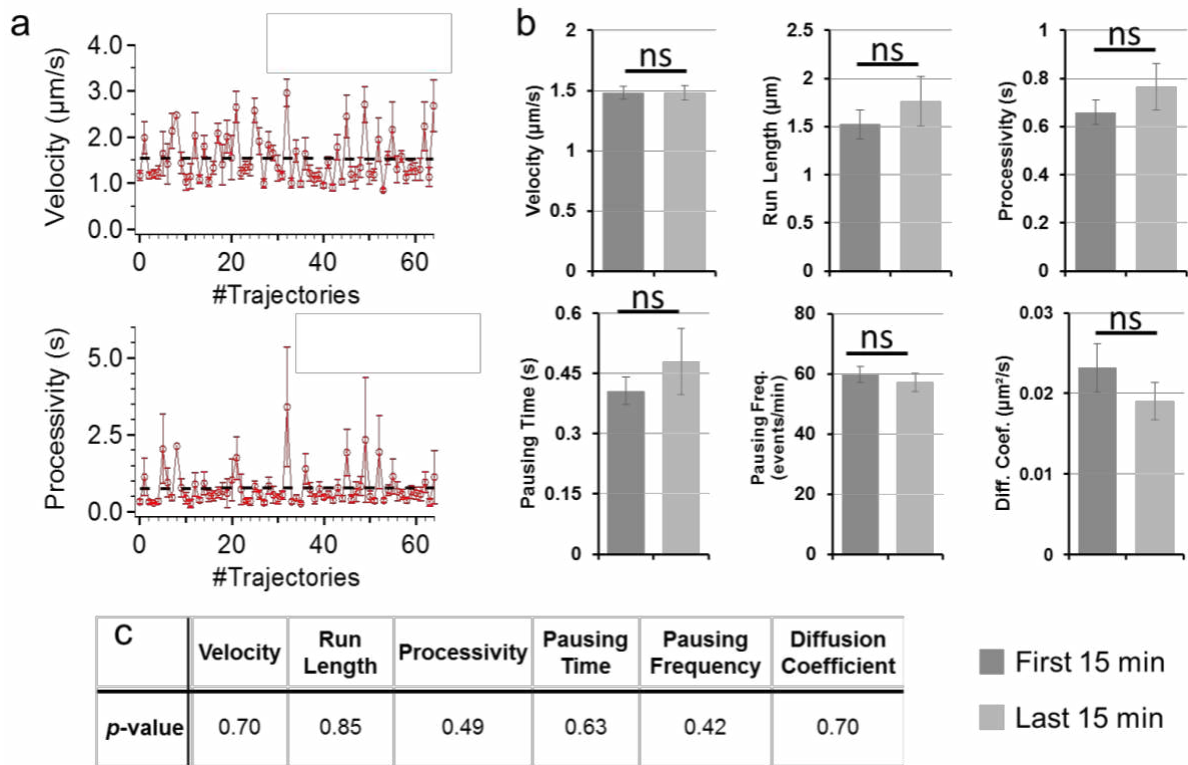 a
Velocity (µm/s)
4.0
3.0
2.0
1.0
0.0
0
20
40
60
#Trajectories
Processivity (s)
5.0
2.5
0.0
0
20
40
60
#Trajectories
b
Velocity (µm/s)
2
1.5
1
0.5
0
ns
Run Length (µm)
2.5
2
1.5
1
0.5
0
ns
Processivity (s)
1
0.8
0.6
0.4
0.2
0
ns
Pausing Time (s)
0.6
0.45
0.3
0.15
0
ns
Pausing Freq.
(events/min)
80
60
40
20
0
ns
Diff. Coef. (µm²/s)
0.03
0.02
0.01
0
ns
c
Velocity
Run
Length
Processivity
Pausing
Time
Pausing
Frequency
Diffusion
Coefficient
p-value 0.70 0.85 0.49 0.63 0.42 0.70
First 15 min
Last 15 min